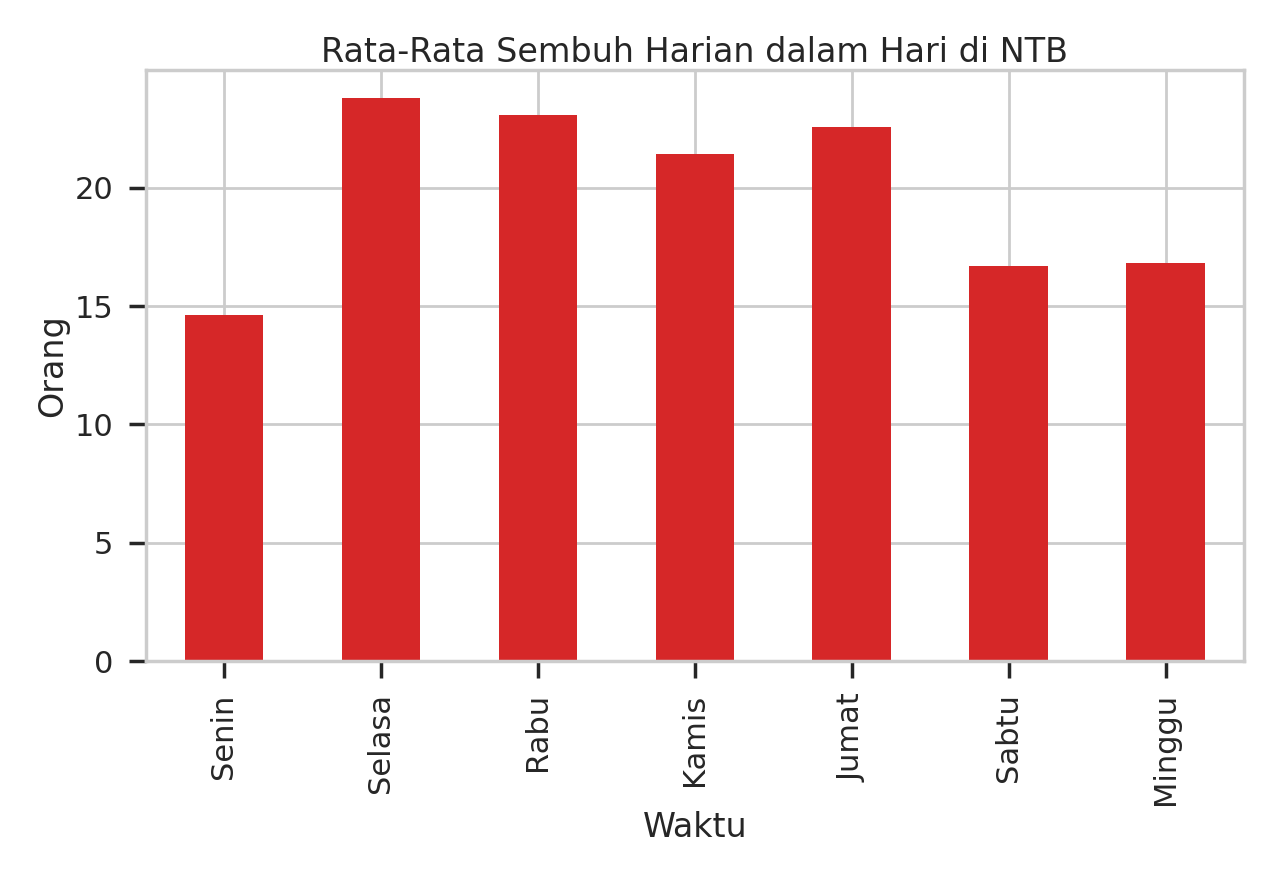 Rata-Rata Sembuh Harian dalam Hari di NTB
Orang
20
15
10
5
0
Senin
Selasa
Rabu
Kamis
Jumat
Sabtu
Minggu
Waktu